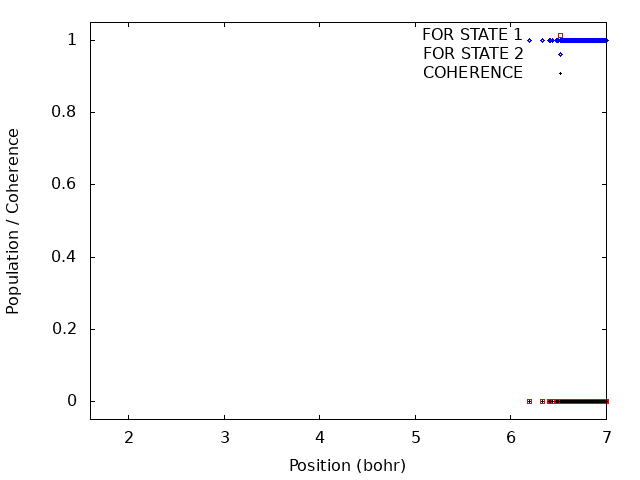 FOR STATE 1
FOR STATE 2
COHERENCE
1
0.8
0.6
0.4
0.2
0
Population / Coherence
2 3 4 5 6 7
Position (bohr)